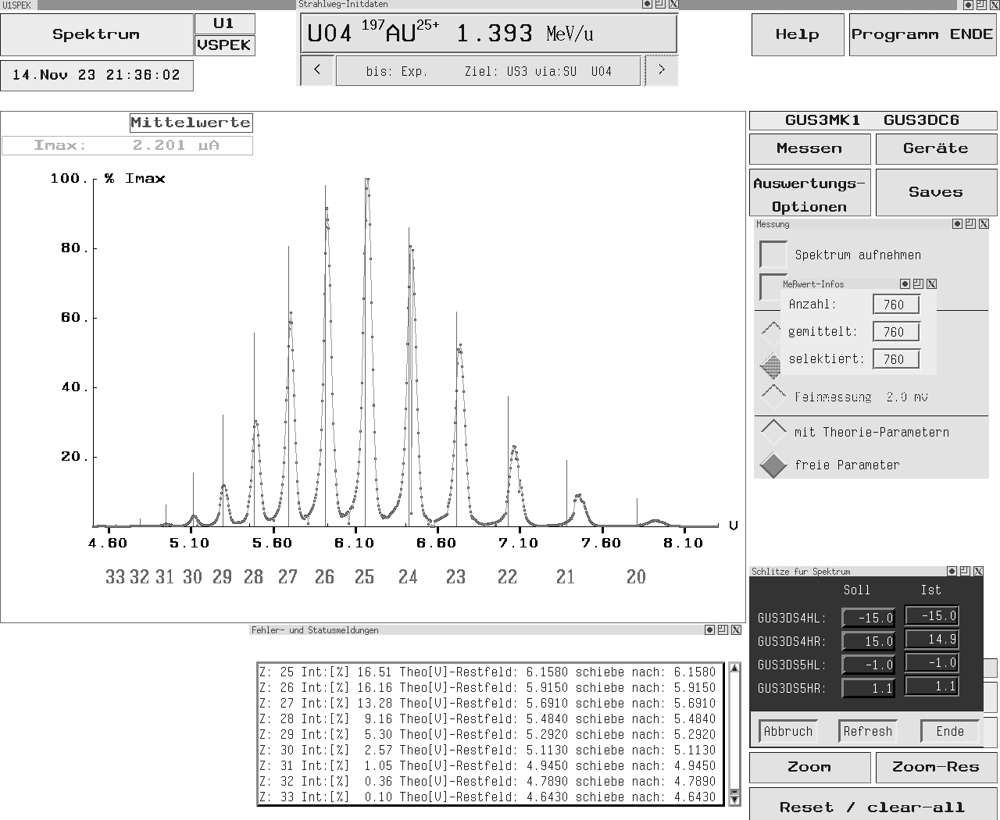 U1SPEK
Spektrum
U1
VSPEK
14.Nov 23 21:36:02
Strahlweg-Initdaten
U04 197AU25+ 1.393 MeV/u
< bis: Exp. Ziel: US3 via:SU U04 >
Help
Programm ENDE
Mittelwerte
Imax: 2.201 µA
100. % Imax
80.
60.
40.
20.
V
4.60 5.10 5.60 6.10 6.60 7.10 7.60 8.10
33 32 31 30 29 28 27 26 25 24 23 22 21 20
GUS3MK1 GUS3DC6
Messen
Geräte
Auswertungs-
Optionen
Saves
Messung
Spektrum aufnehmen
Meßwert-Infos
Anzahl: 760
gemittelt: 760
selektiert: 760
Feinmessung 2.0 mV
mit Theorie-Parametern
freie Parameter
Schlitze fur Spektrum
Soll Ist
GUS3DS4HL: -15.0 -15.0
GUS3DS4HR: 15.0 14.9
GUS3DS5HL: -1.0 -1.0
GUS3DS5HR: 1.1 1.1
Abbruch Refresh Ende
Zoom
Zoom-Res
Reset / clear-all
Fehler- und Statusmeldungen
Z: 25 Int:[%] 16.51 Theo[V]-Restfeld: 6.1580 schiebe nach: 6.1580
Z: 26 Int:[%] 16.16 Theo[V]-Restfeld: 5.9150 schiebe nach: 5.9150
Z: 27 Int:[%] 13.28 Theo[V]-Restfeld: 5.6910 schiebe nach: 5.6910
Z: 28 Int:[%] 9.16 Theo[V]-Restfeld: 5.4840 schiebe nach: 5.4840
Z: 29 Int:[%] 5.30 Theo[V]-Restfeld: 5.2920 schiebe nach: 5.2920
Z: 30 Int:[%] 2.57 Theo[V]-Restfeld: 5.1130 schiebe nach: 5.1130
Z: 31 Int:[%] 1.05 Theo[V]-Restfeld: 4.9450 schiebe nach: 4.9450
Z: 32 Int:[%] 0.36 Theo[V]-Restfeld: 4.7890 schiebe nach: 4.7890
Z: 33 Int:[%] 0.10 Theo[V]-Restfeld: 4.6430 schiebe nach: 4.6430